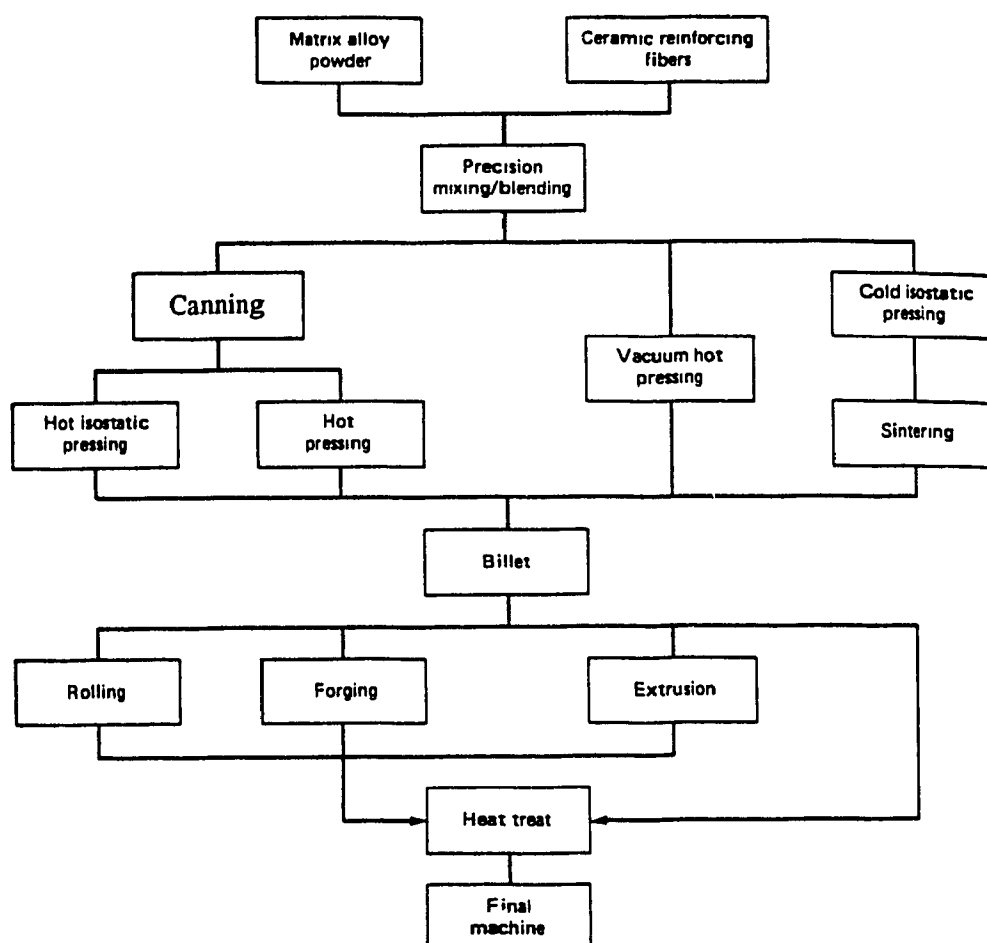 Matrix alloy
powder
Ceramic reinforcing
fibers
Precision
mixing/blending
Canning
Cold isostatic
pressing
Vacuum hot
pressing
Hot isostatic
pressing
Hot
pressing
Sintering
Billet
Rolling
Forging
Extrusion
Heat treat
Final
machine